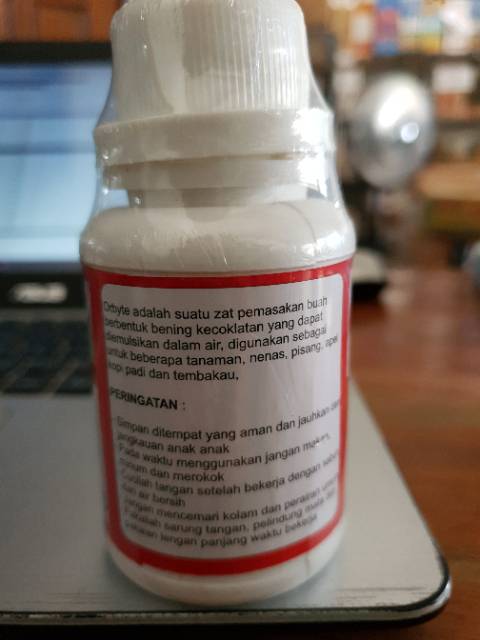 Orbyte adalah suatu zat pemasakan buah
berbentuk bening kecoklatan yang dapat
diemulsikan dalam air, digunakan sebagai
untuk beberapa tanaman, nenas, pisang, apel
kopi padi dan tembakau,
PERINGATAN :
Simpan ditempat yang aman dan jauhkan dari
jangkauan anak anak
Pada waktu menggunakan jangan makan,
minum dan merokok
Cucilah tangan setelah bekerja dengan sabun
dan air bersih
Jangan mencemari kolam dan perairan umum
Pakailah sarung tangan, pelindung mata dan
pakaian lengan panjang waktu bekerja
ASUS